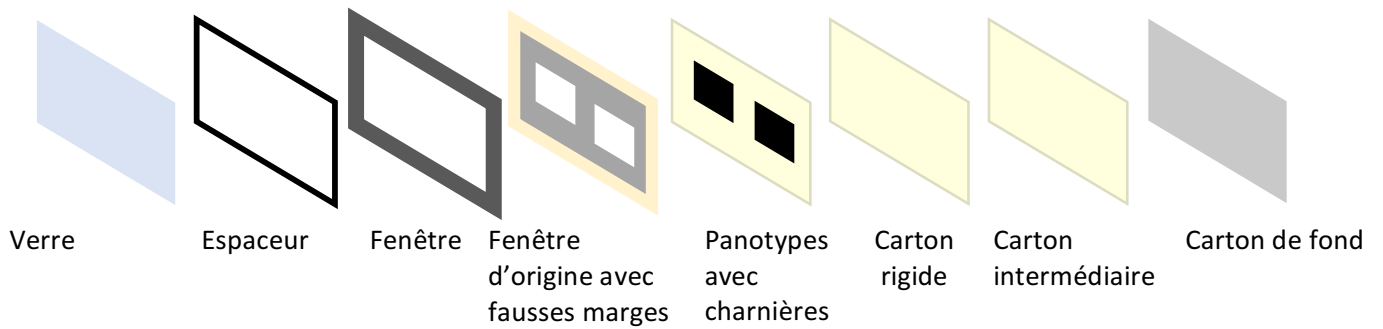 Verre
Espaceur
Fenêtre
Fenêtre
d’origine avec
fausses marges
Panotypes
avec
charnières
Carton
rigide
Carton
intermédiaire
Carton de fond